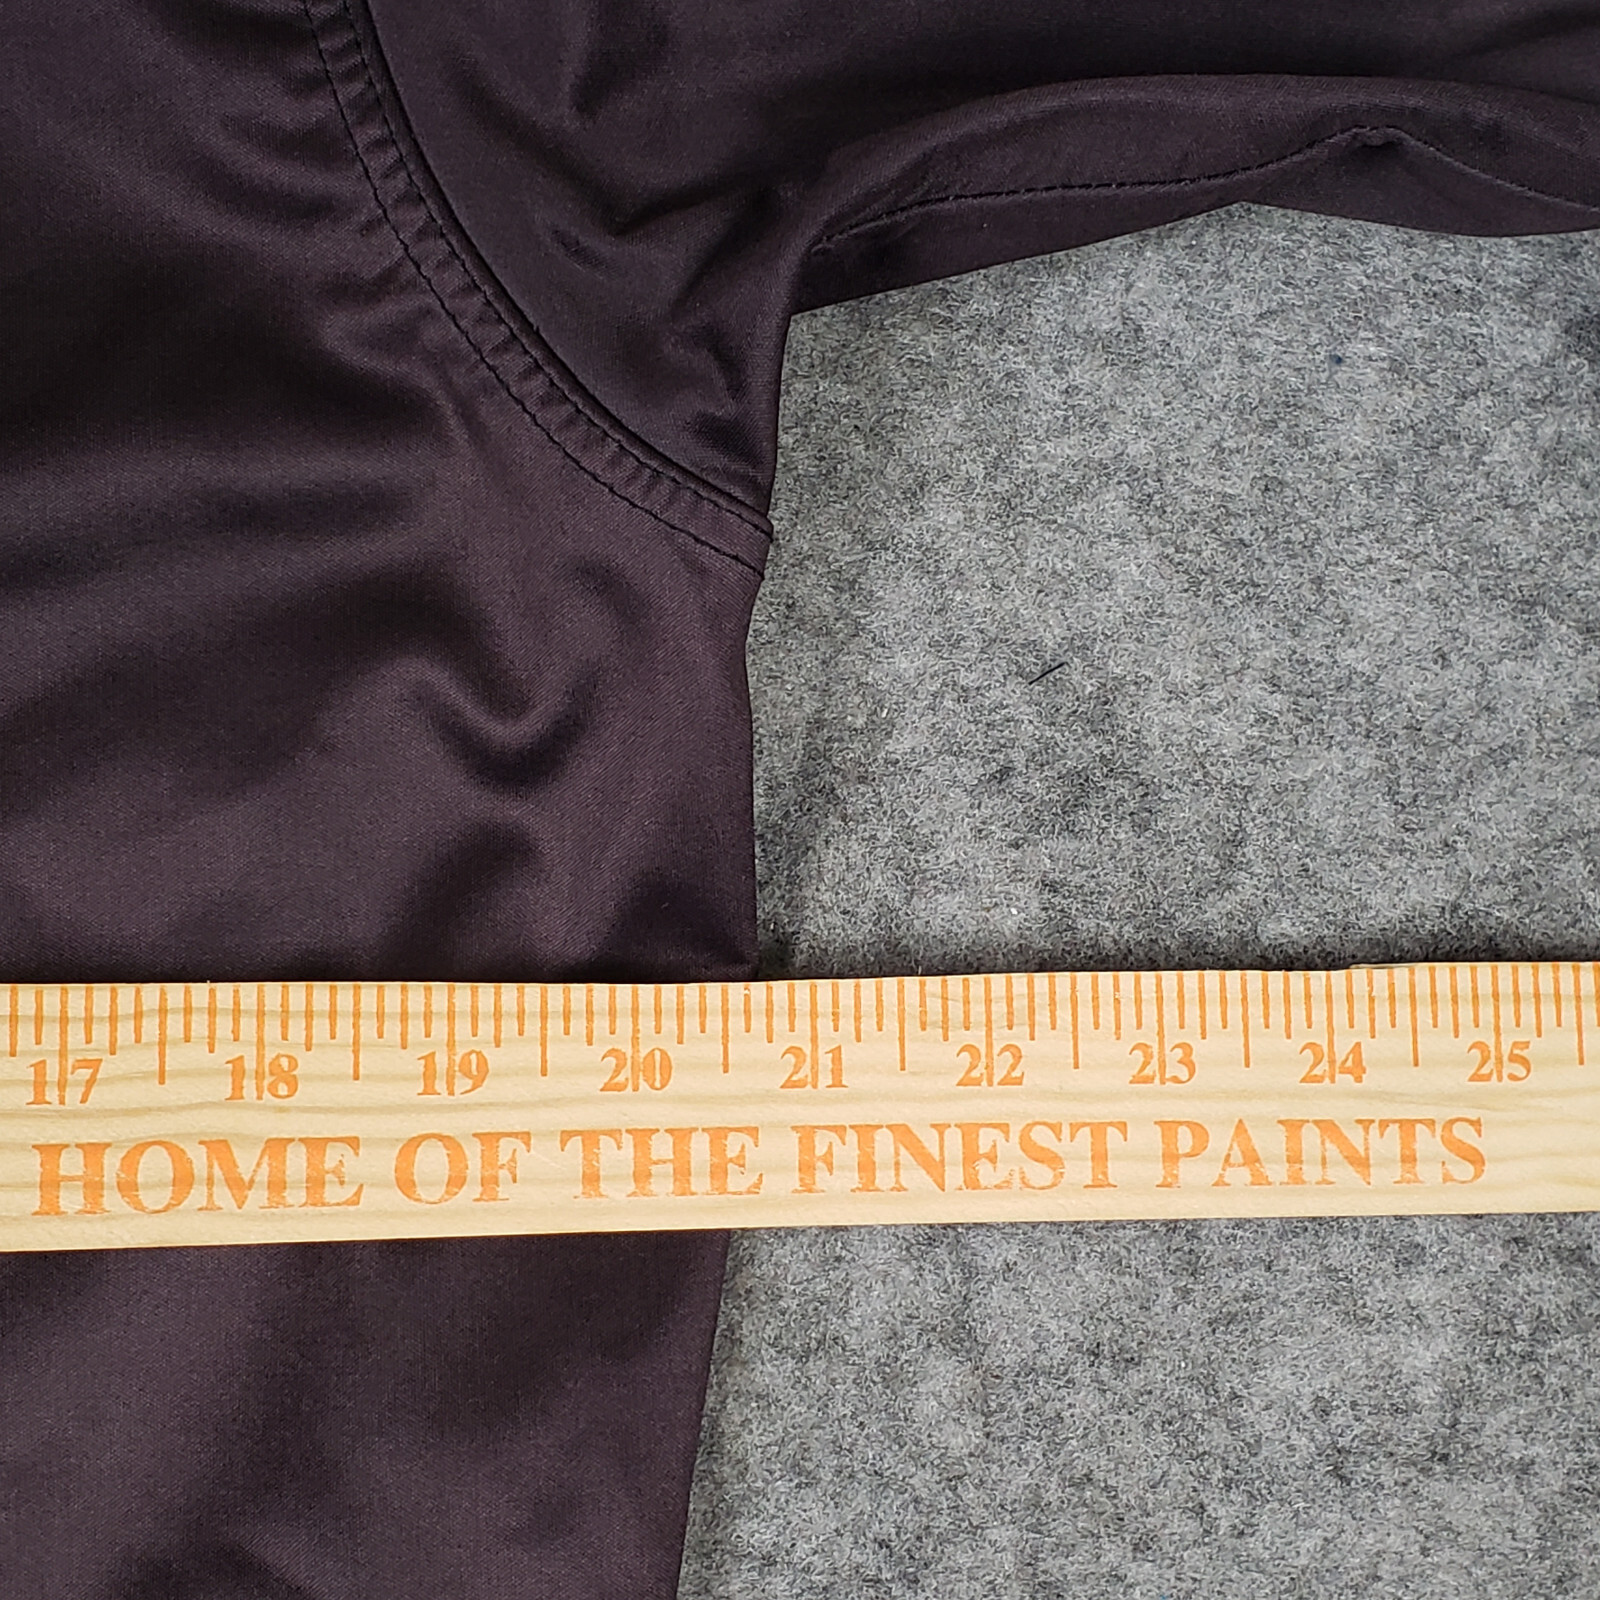 17 18 19 20 21 22 23 24 25
HOME OF THE FINEST PAINTS